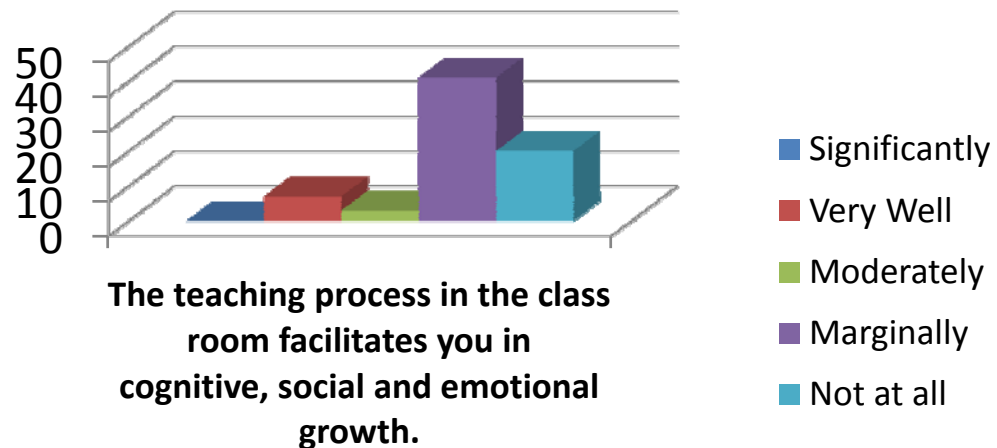 50
40
30
20
10
0
The teaching process in the class
room facilitates you in
cognitive, social and emotional
growth.
Significantly
Very Well
Moderately
Marginally
Not at all